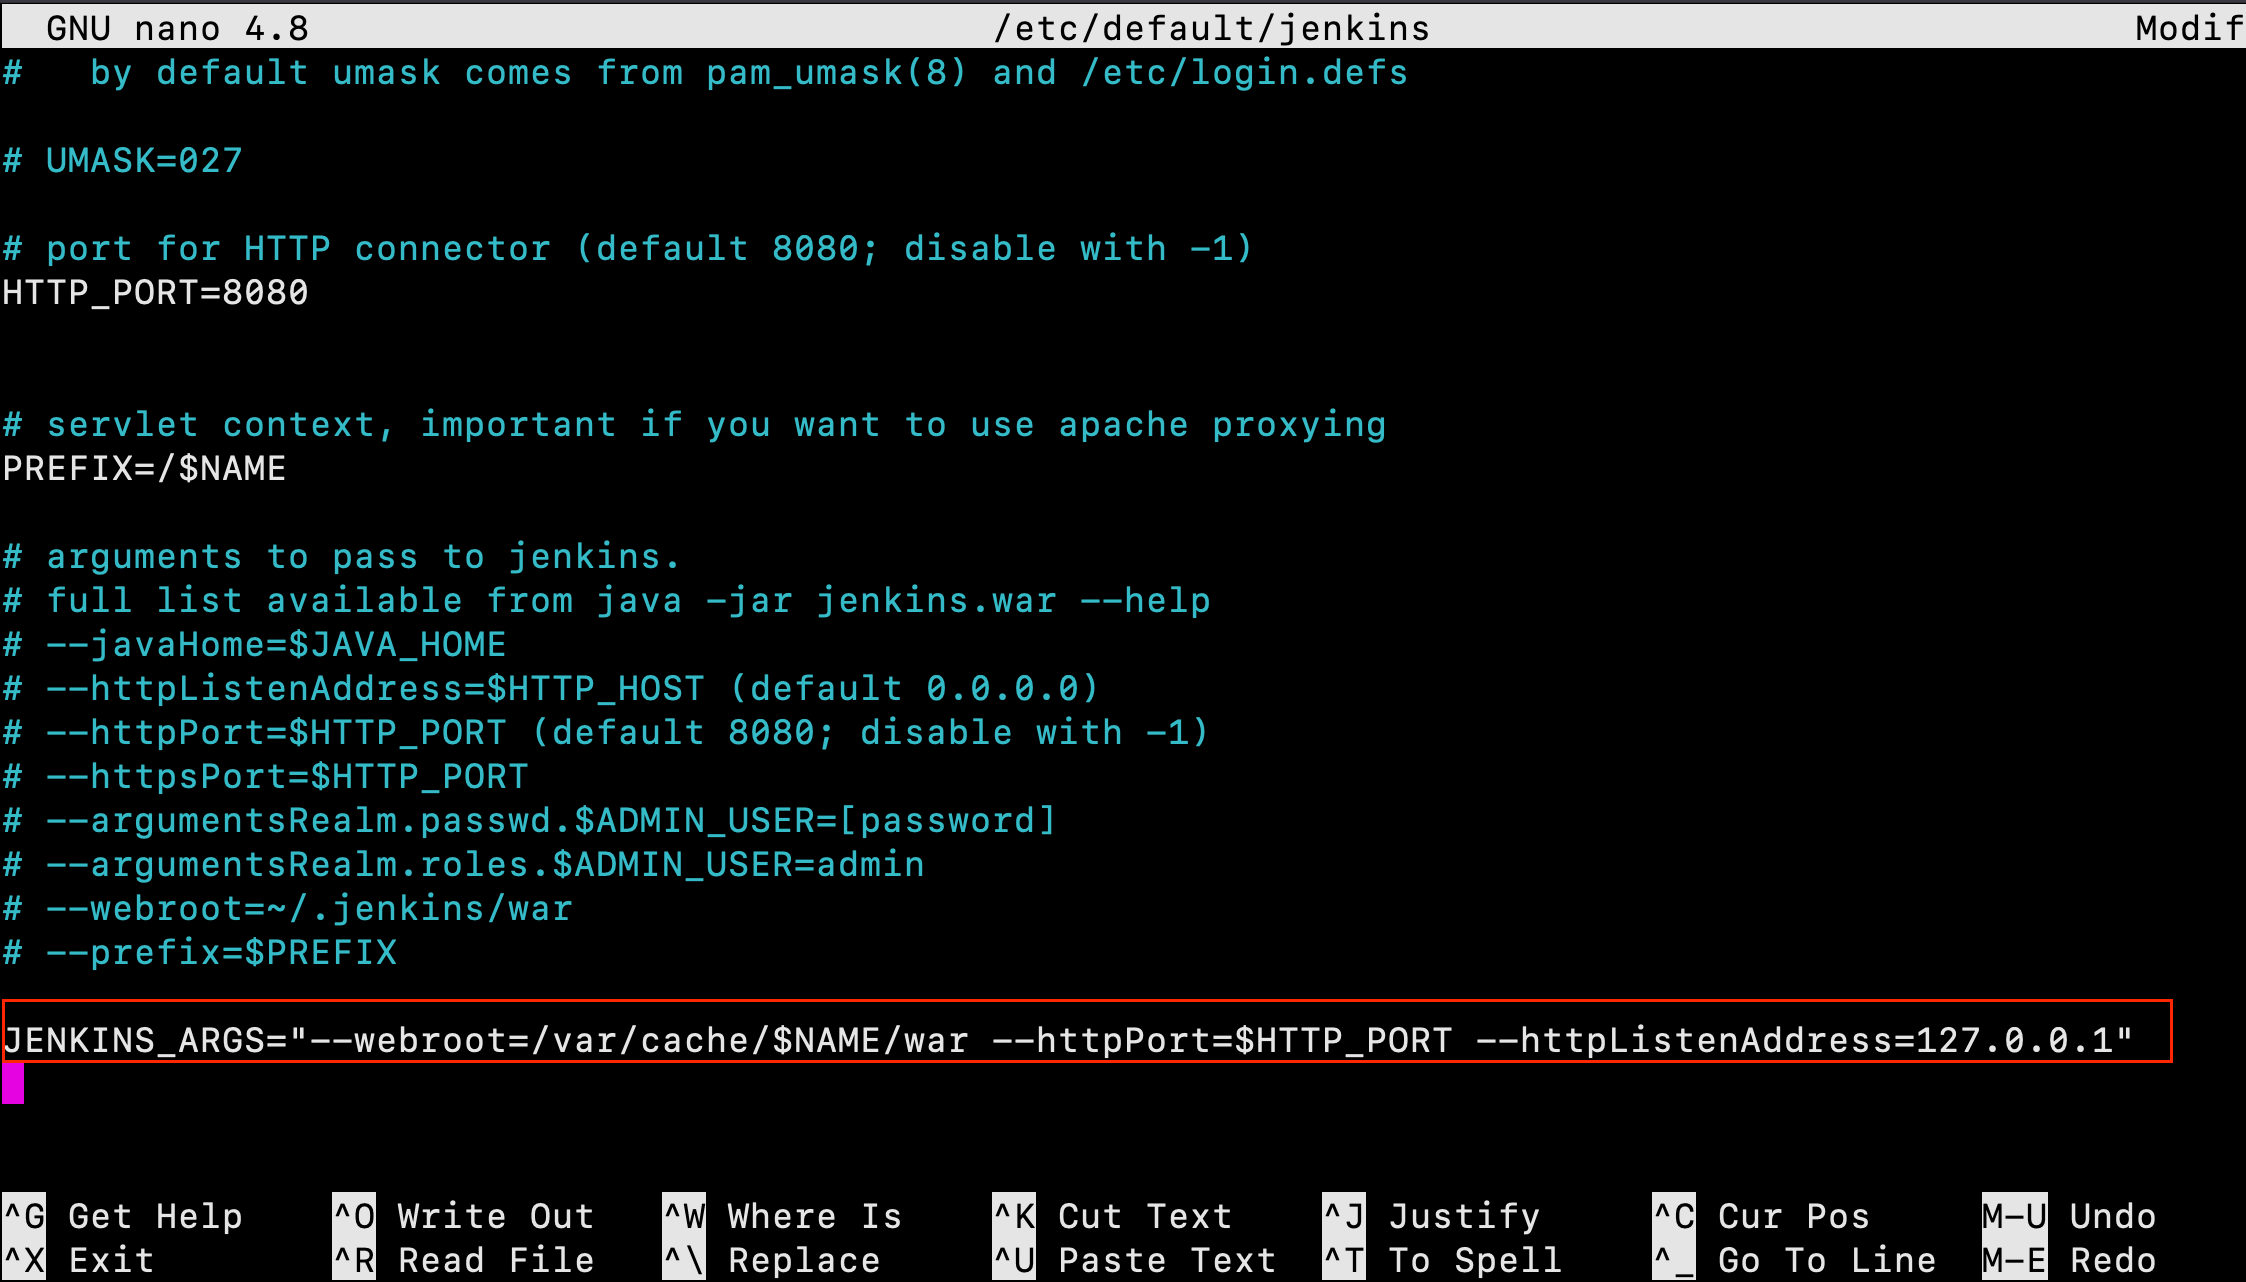 GNU nano 4.8 /etc/default/jenkins Modif
#   by default umask comes from pam_umask(8) and /etc/login.defs
# UMASK=027
# port for HTTP connector (default 8080; disable with -1)
HTTP_PORT=8080
# servlet context, important if you want to use apache proxying
PREFIX=/$NAME
# arguments to pass to jenkins.
# full list available from java -jar jenkins.war --help
# --javaHome=$JAVA_HOME
# --httpListenAddress=$HTTP_HOST (default 0.0.0.0)
# --httpPort=$HTTP_PORT (default 8080; disable with -1)
# --httpsPort=$HTTP_PORT
# --argumentsRealm.passwd.$ADMIN_USER=[password]
# --argumentsRealm.roles.$ADMIN_USER=admin
# --webroot=~/.jenkins/war
# --prefix=$PREFIX
JENKINS_ARGS="--webroot=/var/cache/$NAME/war --httpPort=$HTTP_PORT --httpListenAddress=127.0.0.1"
^G Get Help ^O Write Out ^W Where Is ^K Cut Text ^J Justify ^C Cur Pos M-U Undo
^X Exit ^R Read File ^\ Replace ^U Paste Text ^T To Spell ^_ Go To Line M-E Redo